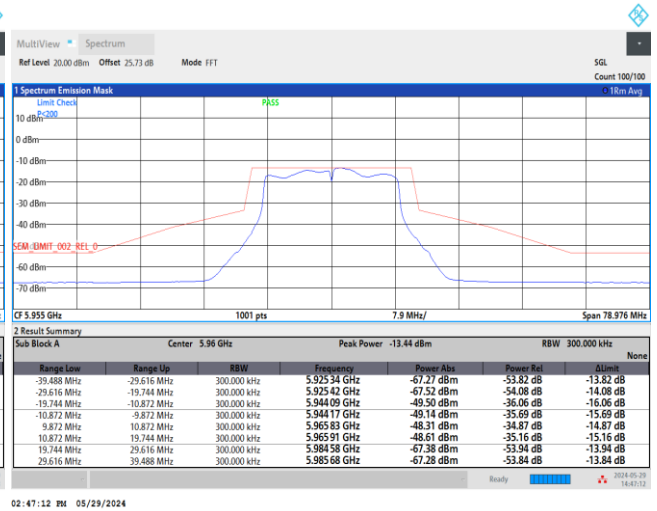 MultiView Spectrum
Ref Level 20.00 dBm Offset 25.73 dB Mode FFT SGL
Count 100/100
1 Spectrum Emission Mask 1Rm Avg
Limit Check PASS
P<200
10 dBm
0 dBm
-10 dBm
-20 dBm
-30 dBm
-40 dBm
SEM_LIMIT_002_REL_0
-60 dBm
-70 dBm
CF 5.955 GHz 1001 pts 7.9 MHz/ Span 78.976 MHz
2 Result Summary
Sub Block A Center 5.96 GHz Peak Power -13.44 dBm RBW 300.000 kHz
None
Range Low Range Up RBW Frequency Power Abs Power Rel ΔLimit
-39.488 MHz -29.616 MHz 300.000 kHz 5.925 34 GHz -67.27 dBm -53.82 dB -13.82 dB
-29.616 MHz -19.744 MHz 300.000 kHz 5.925 42 GHz -67.52 dBm -54.08 dB -14.08 dB
-19.744 MHz -10.872 MHz 300.000 kHz 5.944 09 GHz -49.50 dBm -36.06 dB -16.06 dB
-10.872 MHz -9.872 MHz 300.000 kHz 5.944 17 GHz -49.14 dBm -35.69 dB -15.69 dB
9.872 MHz 10.872 MHz 300.000 kHz 5.965 83 GHz -48.31 dBm -34.87 dB -14.87 dB
10.872 MHz 19.744 MHz 300.000 kHz 5.965 91 GHz -48.61 dBm -35.16 dB -15.16 dB
19.744 MHz 29.616 MHz 300.000 kHz 5.984 58 GHz -67.38 dBm -53.94 dB -13.94 dB
29.616 MHz 39.488 MHz 300.000 kHz 5.985 68 GHz -67.28 dBm -53.84 dB -13.84 dB
Ready 2024-05-29
14:47:12
02:47:12 PM 05/29/2024